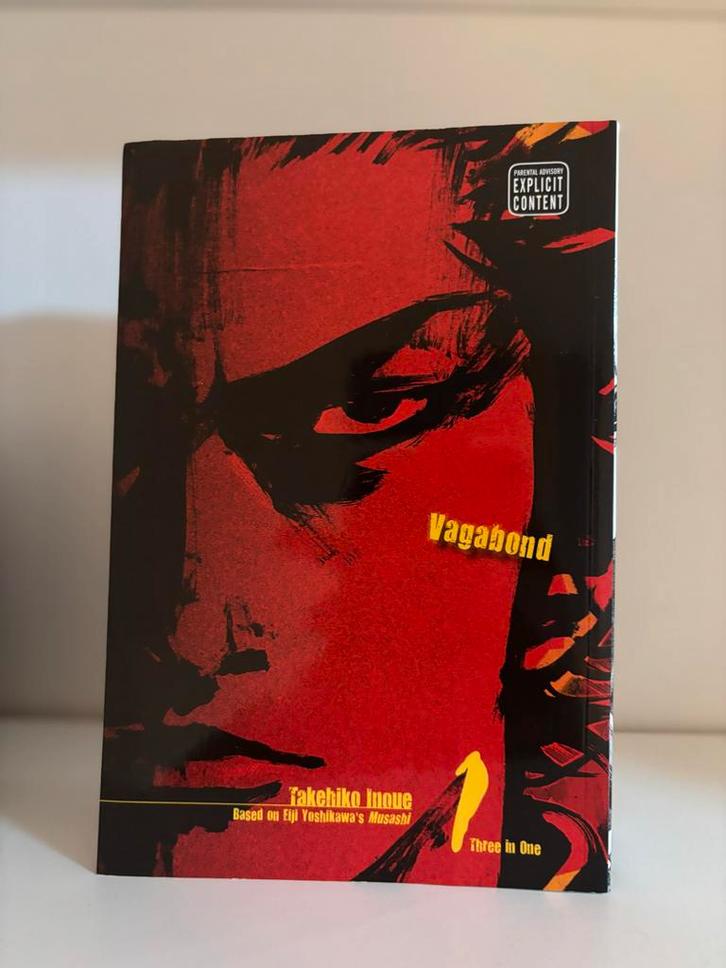 PARENTAL ADVISORY
EXPLICIT
CONTENT
Vagabond
Takehiko Inoue
Based on Eiji Yoshikawa's Musashi
1
Three in One